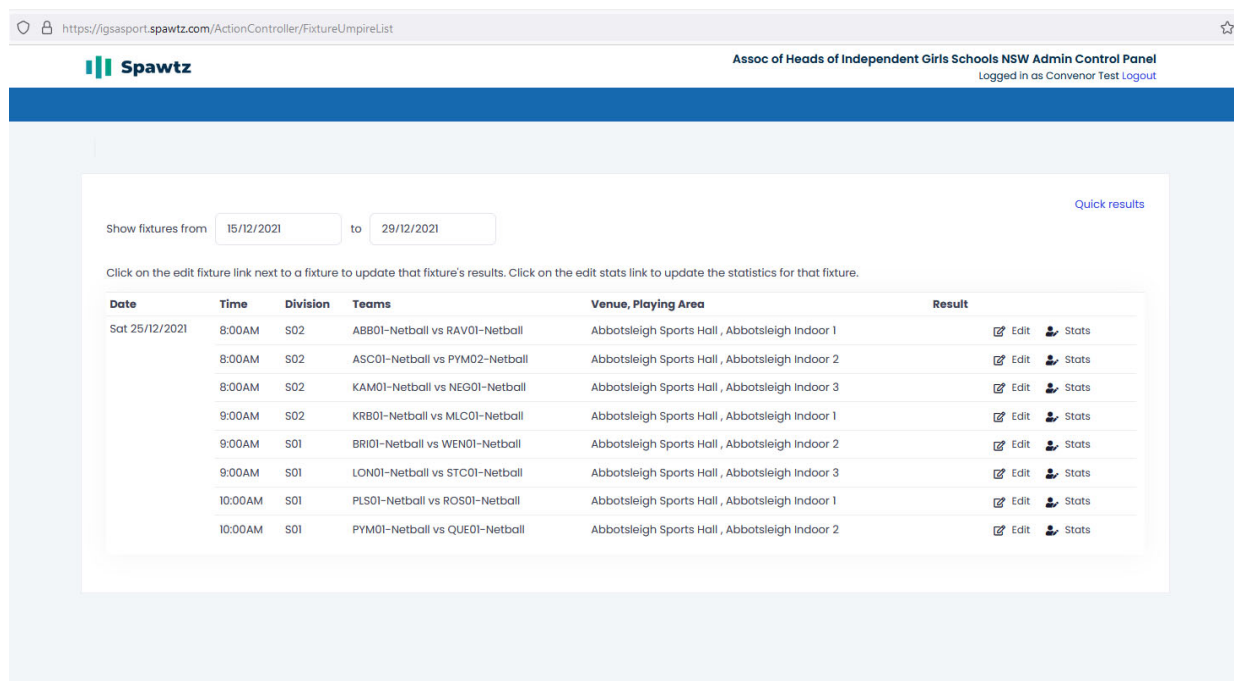 https://igsasport.spawtz.com/ActionController/FixtureUmpireList
Spawtz
Assoc of Heads of Independent Girls Schools NSW Admin Control Panel
Logged in as Convenor Test Logout
Quick results
Show fixtures from 15/12/2021 to 29/12/2021
Click on the edit fixture link next to a fixture to update that fixture's results. Click on the edit stats link to update the statistics for that fixture.
Date Time Division Teams Venue, Playing Area Result
Sat 25/12/2021 8:00AM S02 ABB01-Netball vs RAV01-Netball Abbotsleigh Sports Hall , Abbotsleigh Indoor 1 Edit Stats
8:00AM S02 ASC01-Netball vs PYM02-Netball Abbotsleigh Sports Hall , Abbotsleigh Indoor 2 Edit Stats
8:00AM S02 KAM01-Netball vs NEG01-Netball Abbotsleigh Sports Hall , Abbotsleigh Indoor 3 Edit Stats
9:00AM S02 KRB01-Netball vs MLC01-Netball Abbotsleigh Sports Hall , Abbotsleigh Indoor 1 Edit Stats
9:00AM S01 BRI01-Netball vs WEN01-Netball Abbotsleigh Sports Hall , Abbotsleigh Indoor 2 Edit Stats
9:00AM S01 LON01-Netball vs STC01-Netball Abbotsleigh Sports Hall , Abbotsleigh Indoor 3 Edit Stats
10:00AM S01 PLS01-Netball vs ROS01-Netball Abbotsleigh Sports Hall , Abbotsleigh Indoor 1 Edit Stats
10:00AM S01 PYM01-Netball vs QUE01-Netball Abbotsleigh Sports Hall , Abbotsleigh Indoor 2 Edit Stats